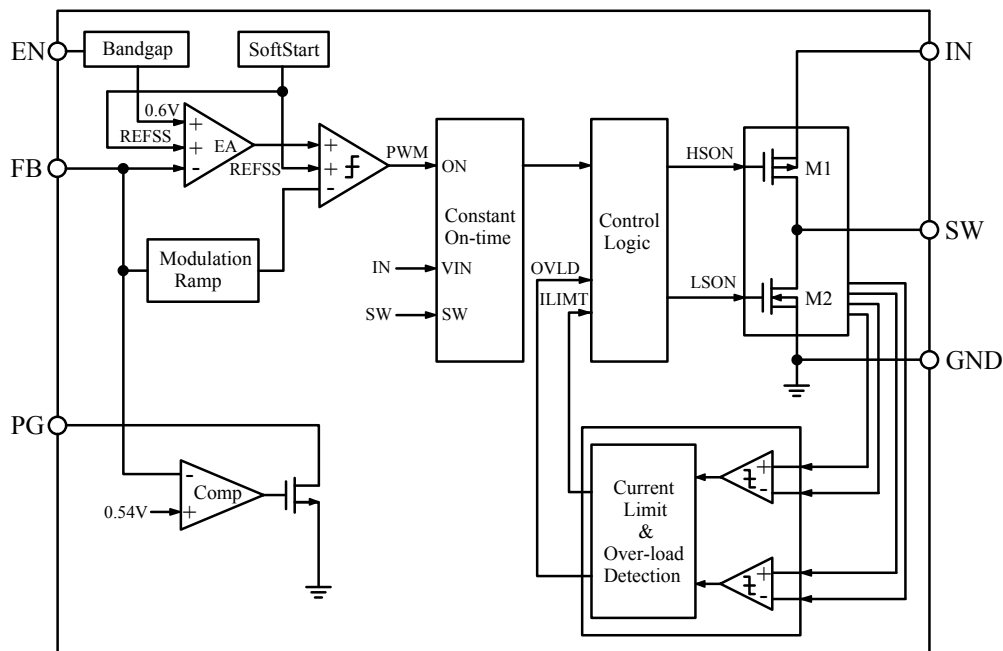 EN
Bandgap
SoftStart
IN
0.6V
REFSS
+
+
-
EA
REFSS
+
+
-
PWM
FB
ON
Constant
On-time
VIN
SW
IN
SW
Modulation
Ramp
OVLD
ILIMT
Control
Logic
HSON
LSON
M1
M2
SW
GND
PG
-
+
Comp
0.54V
Current
Limit
&
Over-load
Detection
+
-
+
-